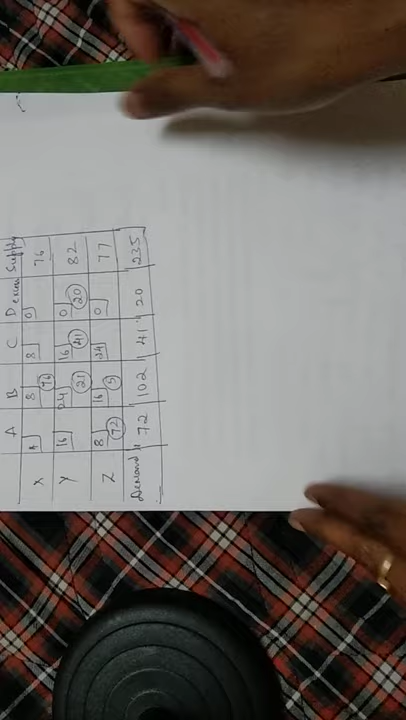 A B C D Supply
X 4 8 76 8 0 76
Y 16 24 21 16 41 0 20 82
Z 8 72 16 5 24 0 77
Demand 72 102 41 20 235